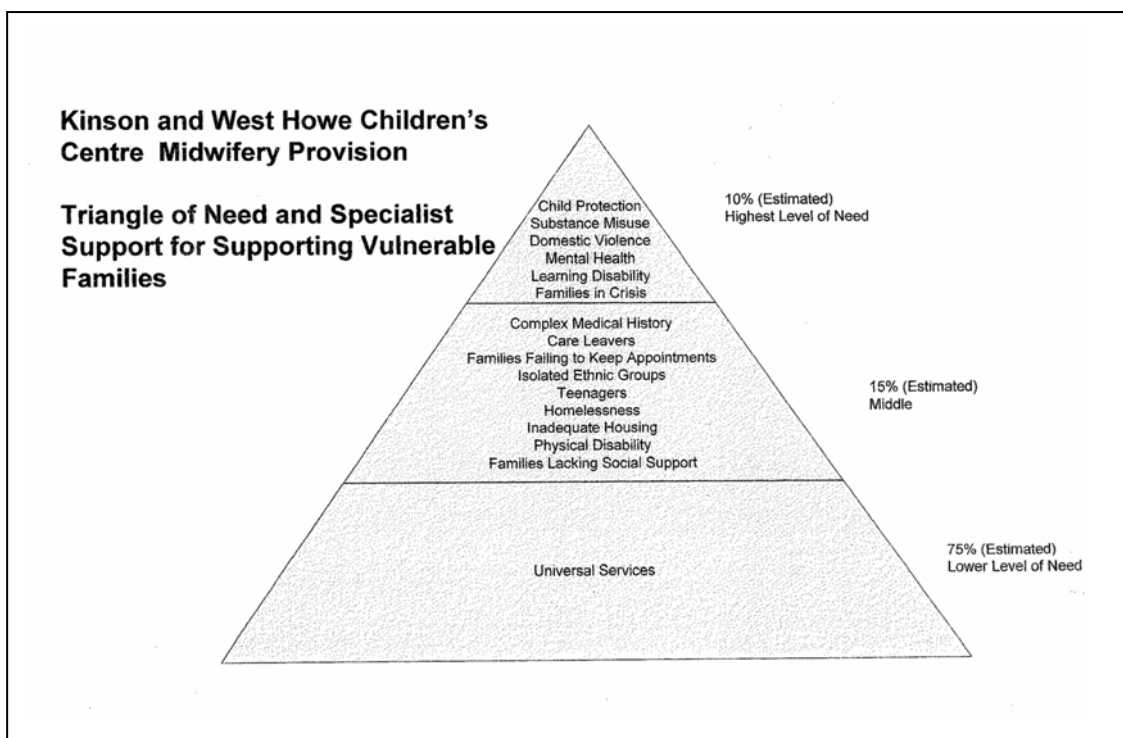 Kinson and West Howe Children's
Centre Midwifery Provision
Triangle of Need and Specialist
Support for Supporting Vulnerable
Families
Child Protection
Substance Misuse
Domestic Violence
Mental Health
Learning Disability
Families in Crisis
10% (Estimated)
Highest Level of Need
Complex Medical History
Care Leavers
Families Failing to Keep Appointments
Isolated Ethnic Groups
Teenagers
Homelessness
Inadequate Housing
Physical Disability
Families Lacking Social Support
15% (Estimated)
Middle
Universal Services
75% (Estimated)
Lower Level of Need